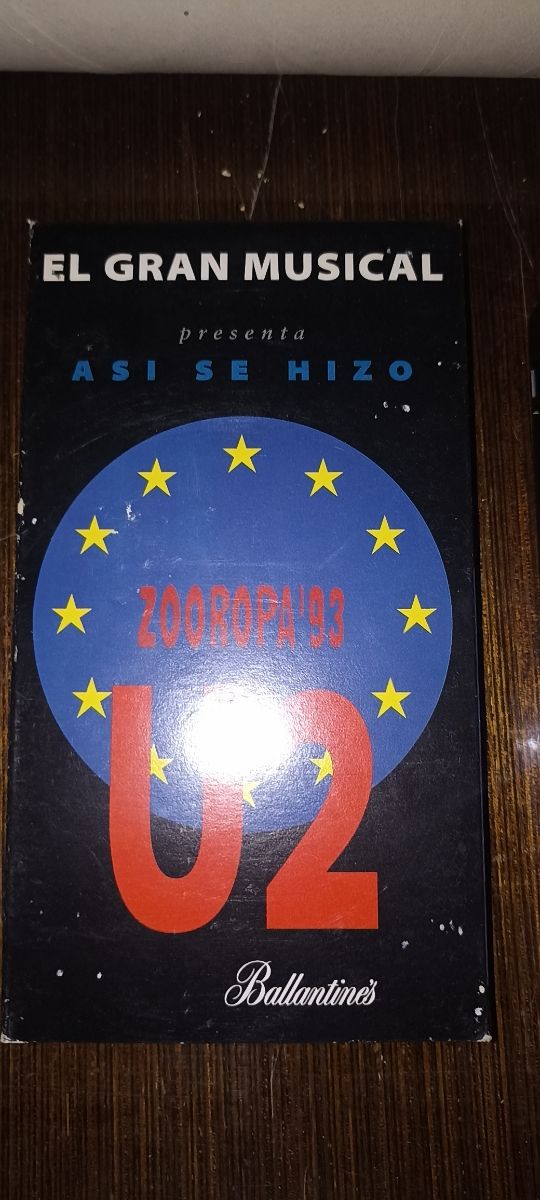 EL GRAN MUSICAL
presenta
ASI SE HIZO
ZOOROPA'93
U2
Ballantine's